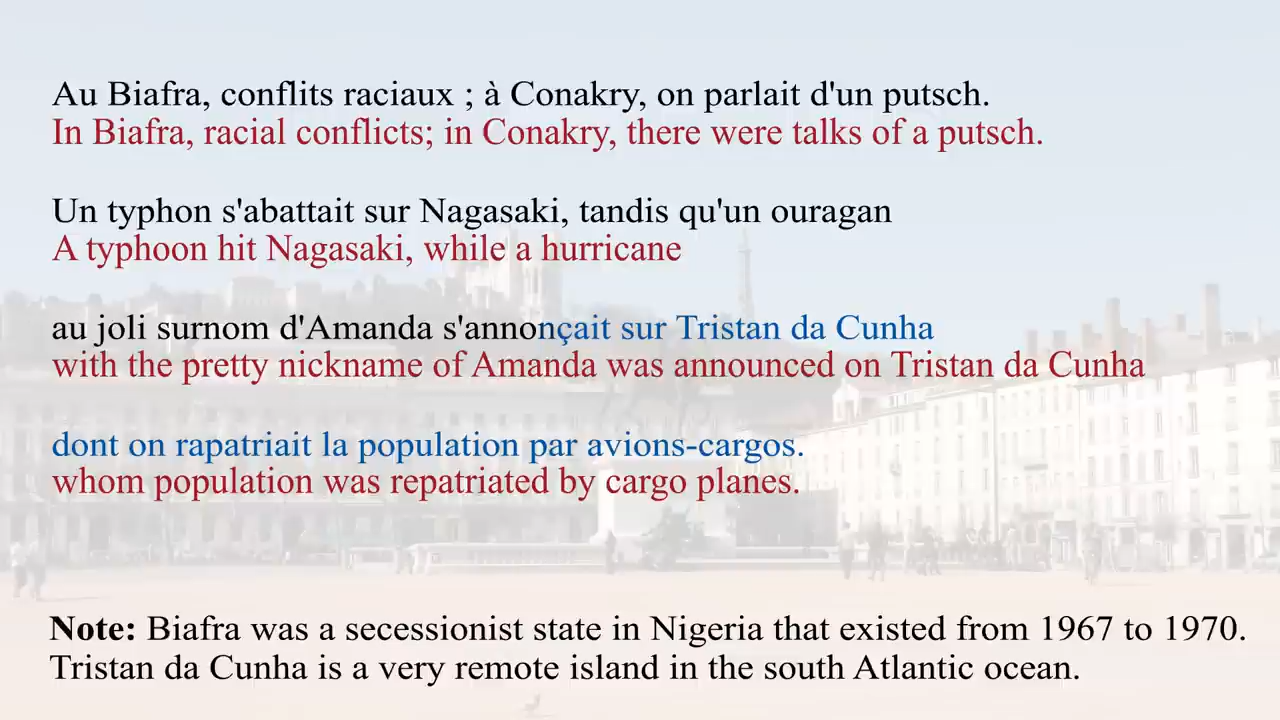 Au Biafra, conflits raciaux ; à Conakry, on parlait d'un putsch.
In Biafra, racial conflicts; in Conakry, there were talks of a putsch.
Un typhon s'abattait sur Nagasaki, tandis qu'un ouragan
A typhoon hit Nagasaki, while a hurricane
au joli surnom d'Amanda s'annonçait sur Tristan da Cunha
with the pretty nickname of Amanda was announced on Tristan da Cunha
dont on rapatriait la population par avions-cargos.
whom population was repatriated by cargo planes.
Note: Biafra was a secessionist state in Nigeria that existed from 1967 to 1970.
Tristan da Cunha is a very remote island in the south Atlantic ocean.